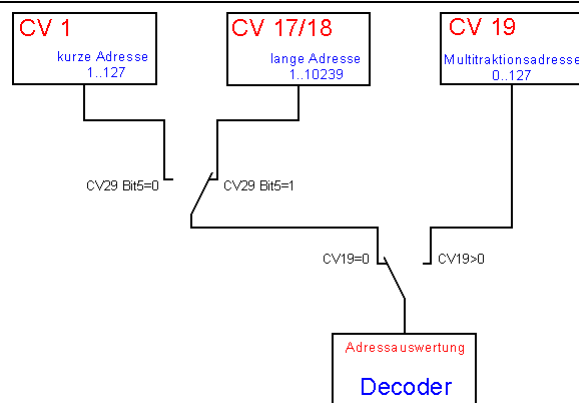 CV 1
kurze Adresse
1..127
CV 17/18
lange Adresse
1..10239
CV 19
Multitraktionsadresse
0..127
CV29 Bit5=0
CV29 Bit5=1
CV19=0
CV19>0
Adressauswertung
Decoder